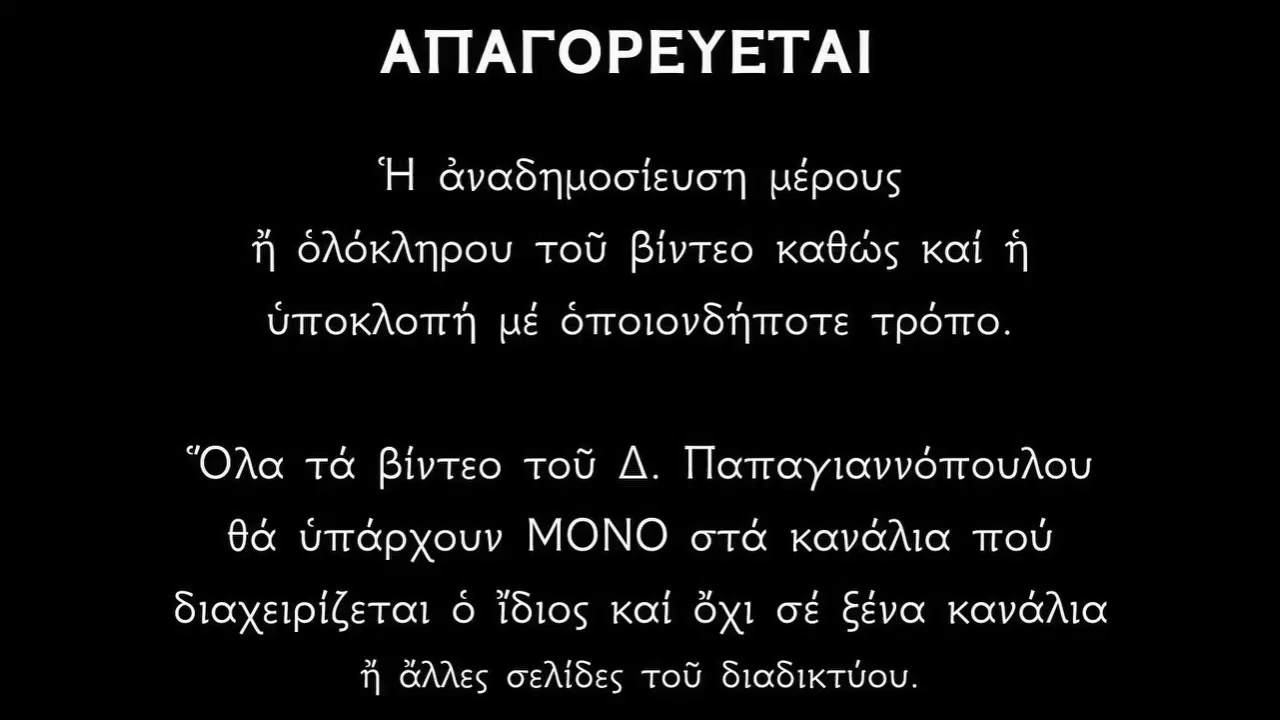 ΑΠΑΓΟΡΕΥΕΤΑΙ
Ἡ ἀναδημοσίευση μέρους
ἤ ὁλόκληρου τοῦ βίντεο καθώς καί ἡ
ὑποκλοπή μέ ὁποιονδήποτε τρόπο.
Ὅλα τά βίντεο τοῦ Δ. Παπαγιαννόπουλου
θά ὑπάρχουν ΜΟΝΟ στά κανάλια πού
διαχειρίζεται ὁ ἴδιος καί ὄχι σέ ξένα κανάλια
ἤ ἄλλες σελίδες τοῦ διαδικτύου.